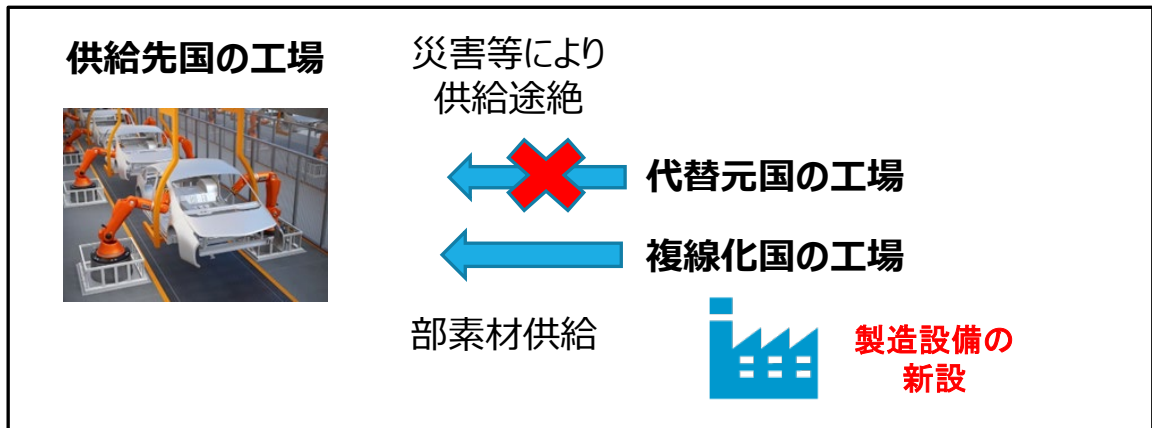 供給先国の工場
災害等により
供給途絶
代替元国の工場
複線化国の工場
部素材供給
製造設備の
新設